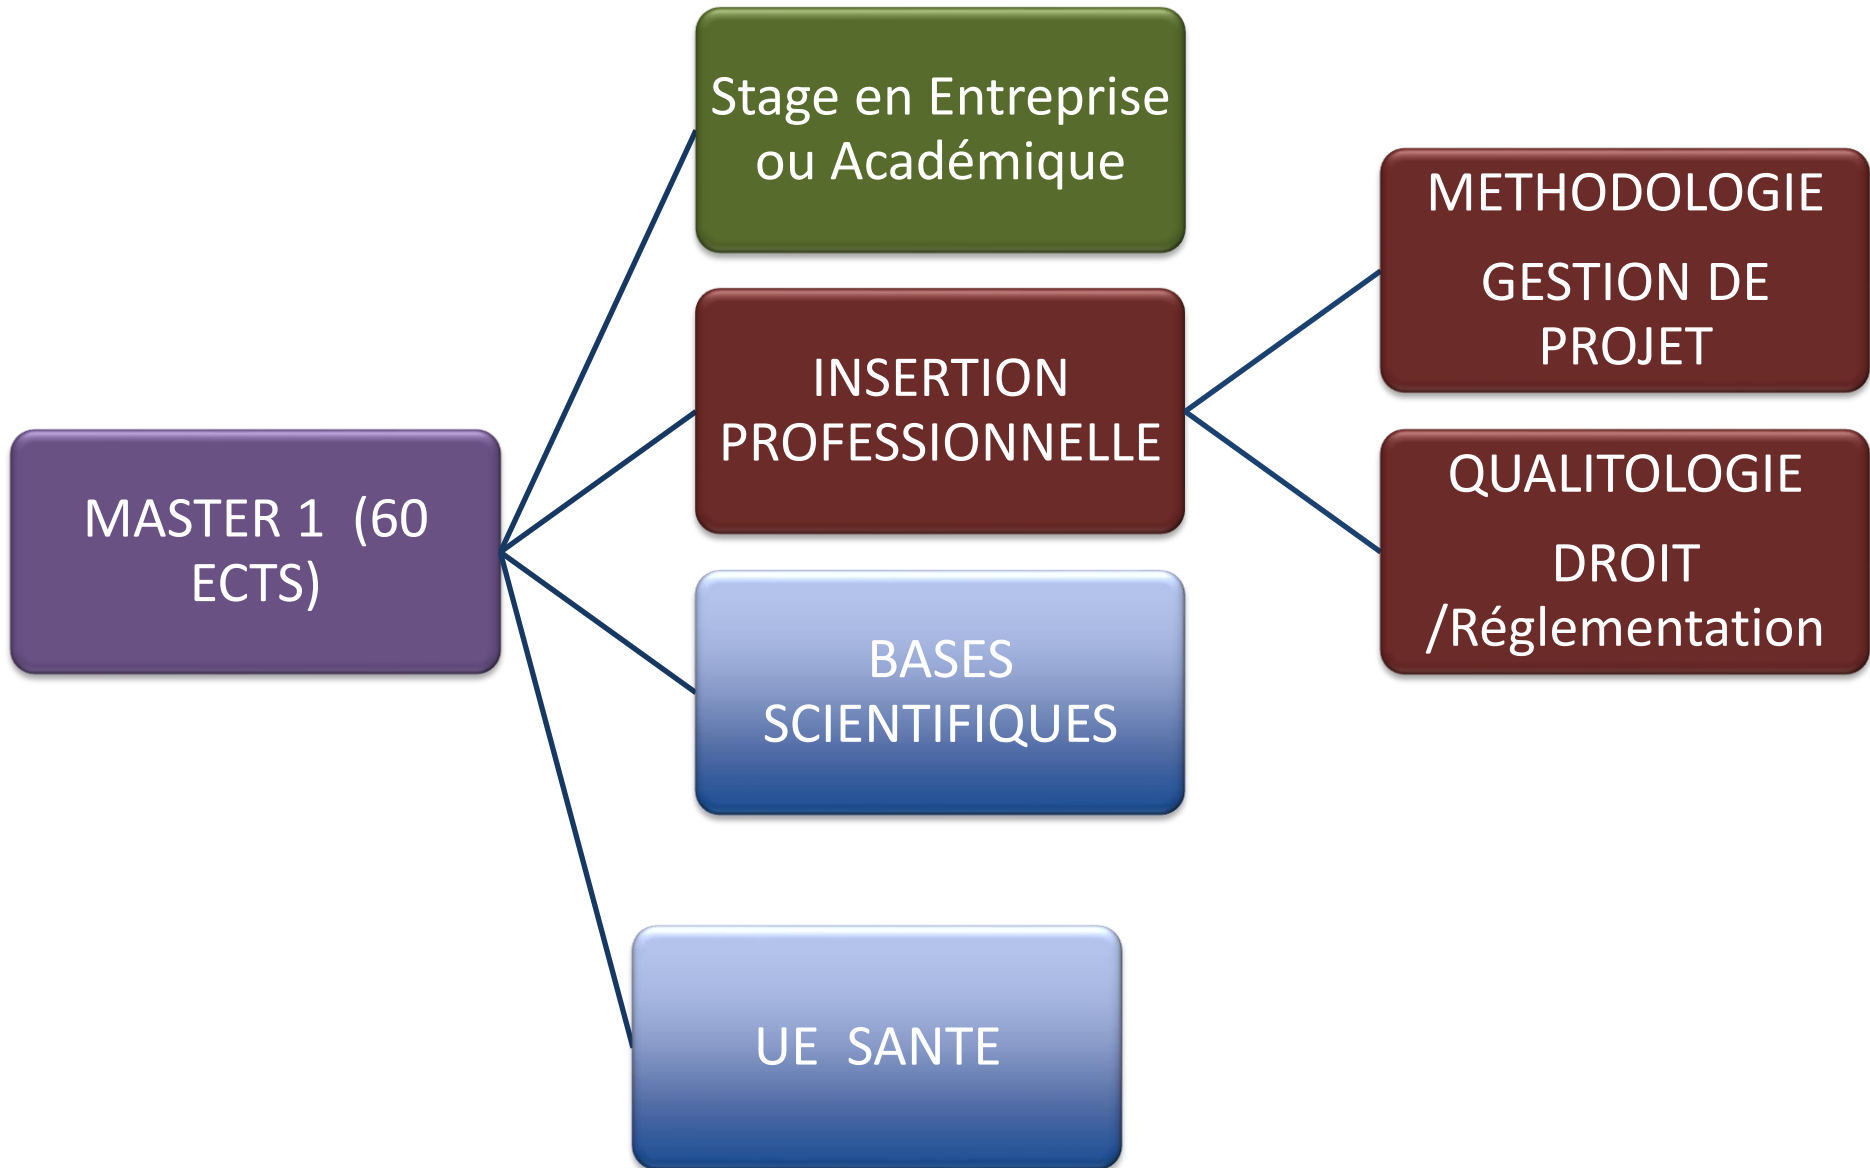 Stage en Entreprise
ou Académique
METHODOLOGIE
GESTION DE
PROJET
INSERTION
PROFESSIONNELLE
QUALITOLOGIE
DROIT
/Réglementation
MASTER 1  (60
ECTS)
BASES
SCIENTIFIQUES
UE  SANTE